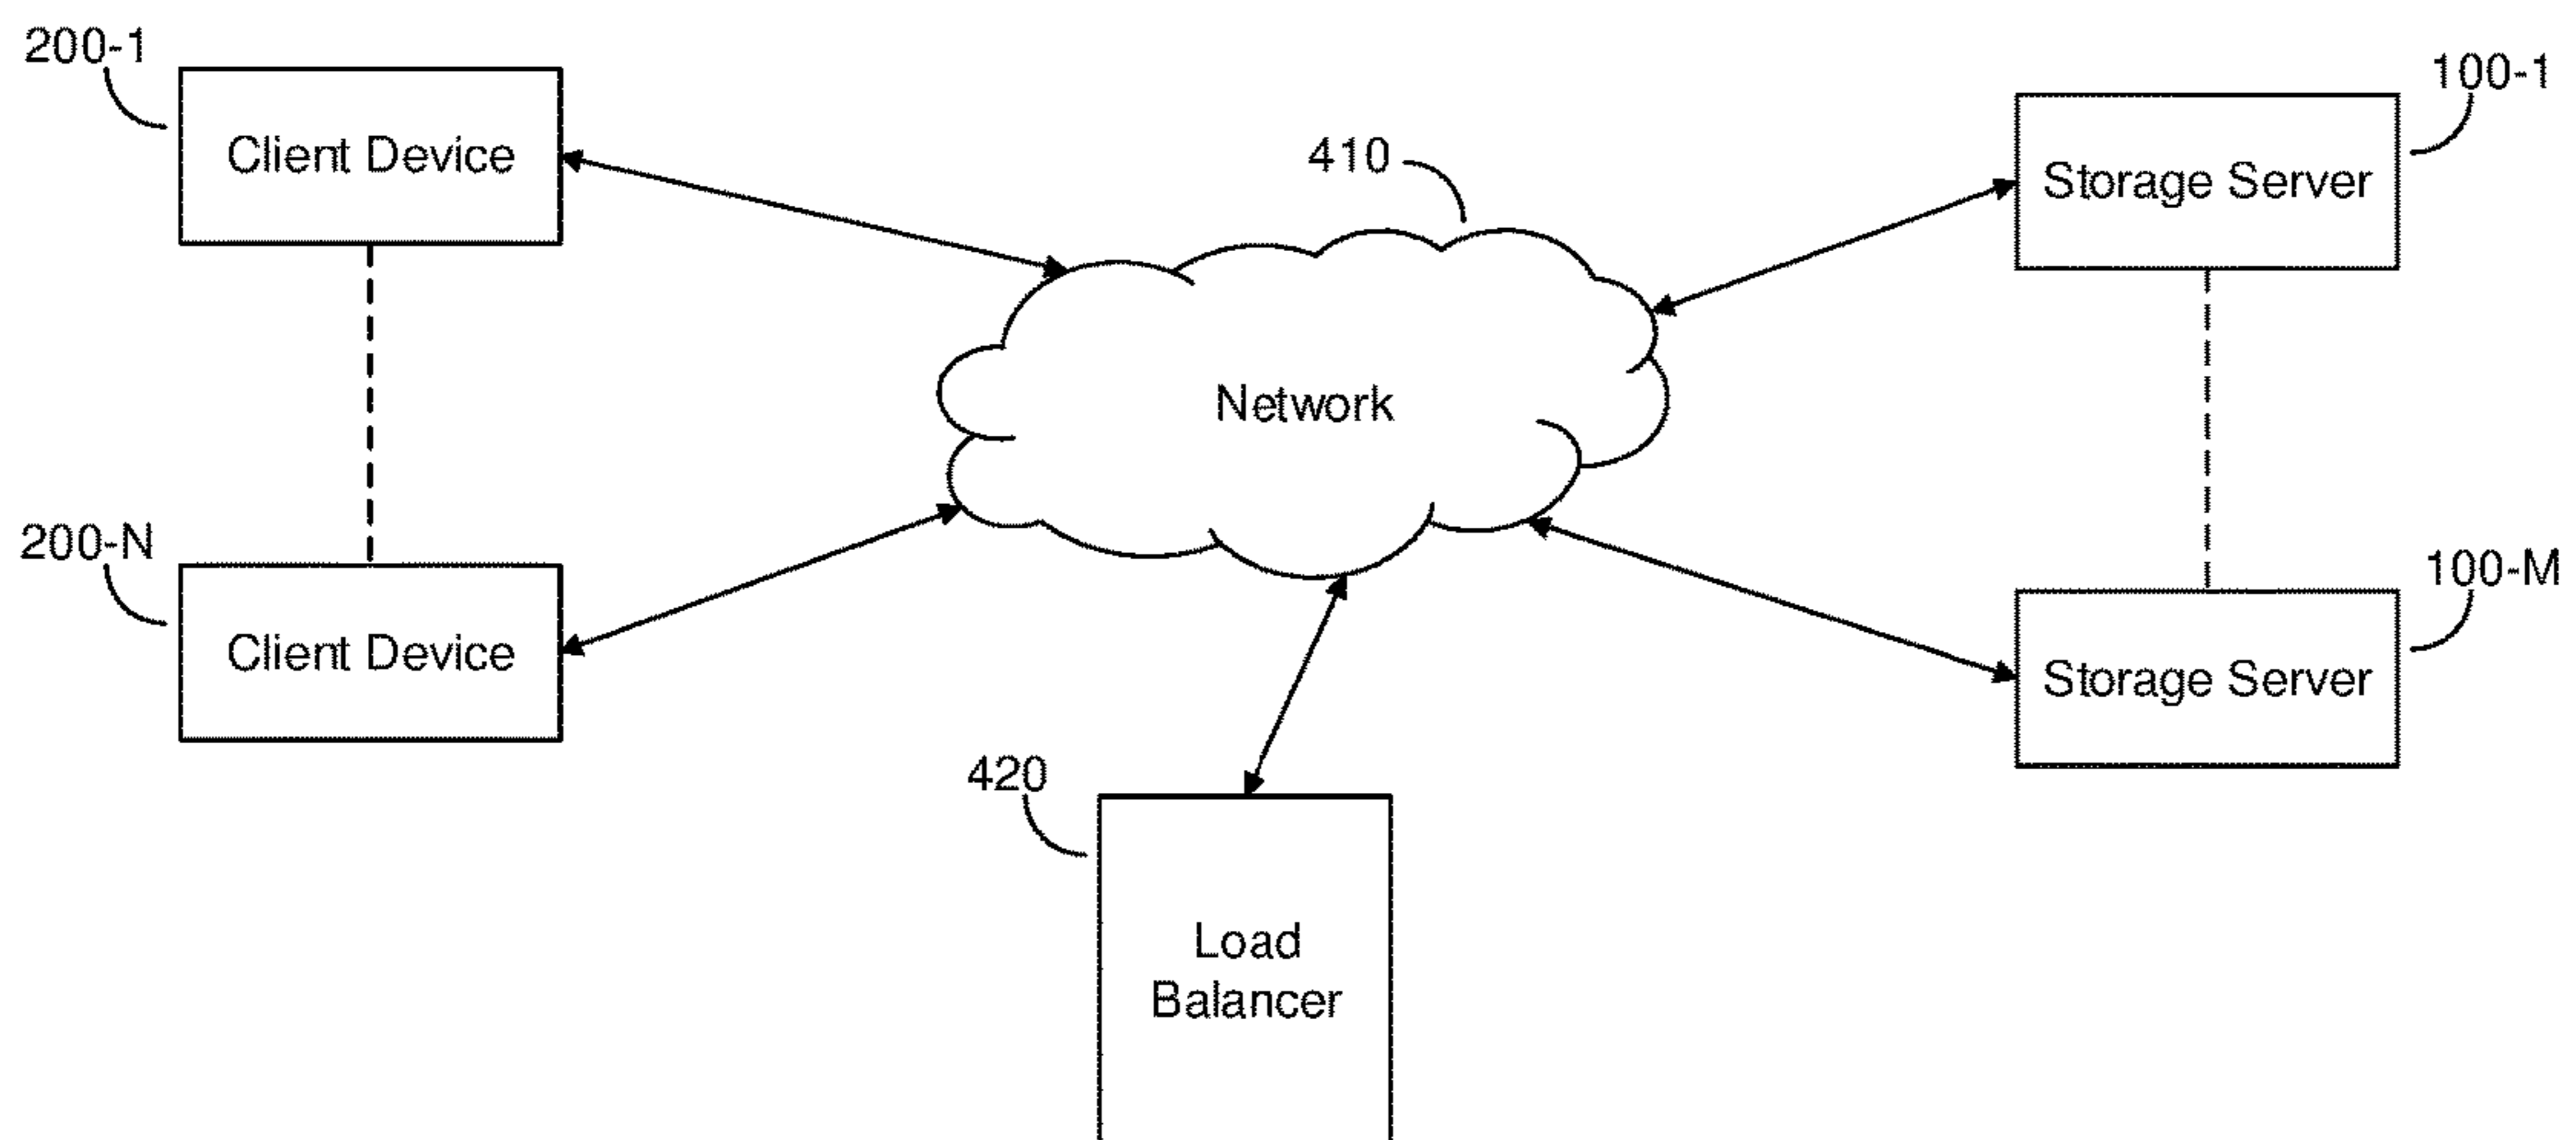 200-1
Client Device
410
100-1
Storage Server
Network
200-N
Client Device
100-M
Storage Server
420
Load
Balancer